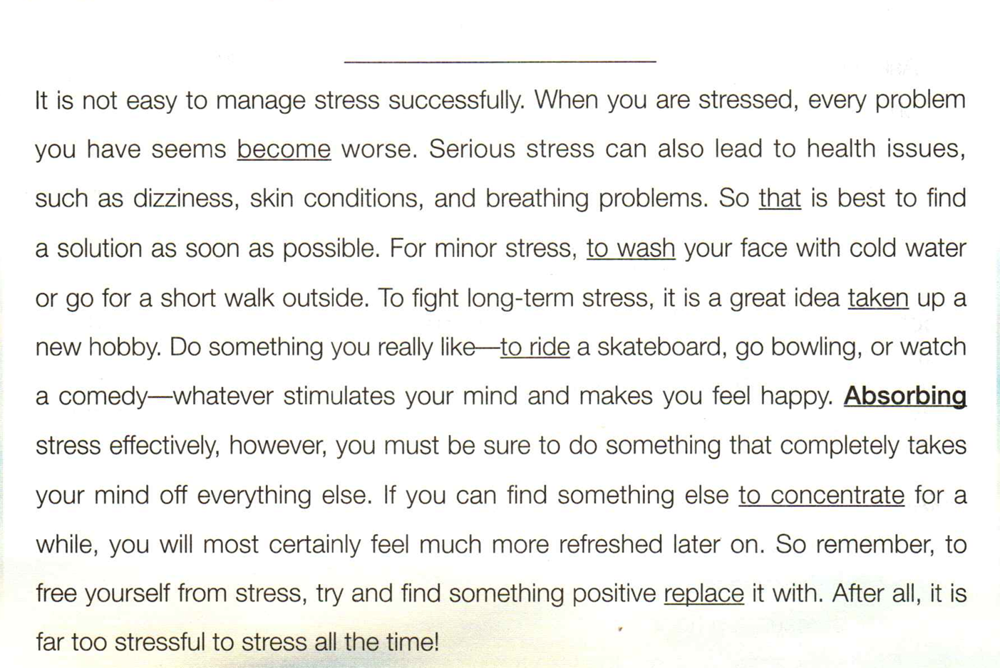 It is not easy to manage stress successfully. When you are stressed, every problem
you have seems become worse. Serious stress can also lead to health issues,
such as dizziness, skin conditions, and breathing problems. So that is best to find
a solution as soon as possible. For minor stress, to wash your face with cold water
or go for a short walk outside. To fight long-term stress, it is a great idea taken up a
new hobby. Do something you really like—to ride a skateboard, go bowling, or watch
a comedy—whatever stimulates your mind and makes you feel happy. Absorbing
stress effectively, however, you must be sure to do something that completely takes
your mind off everything else. If you can find something else to concentrate for a
while, you will most certainly feel much more refreshed later on. So remember, to
free yourself from stress, try and find something positive replace it with. After all, it is
far too stressful to stress all the time!